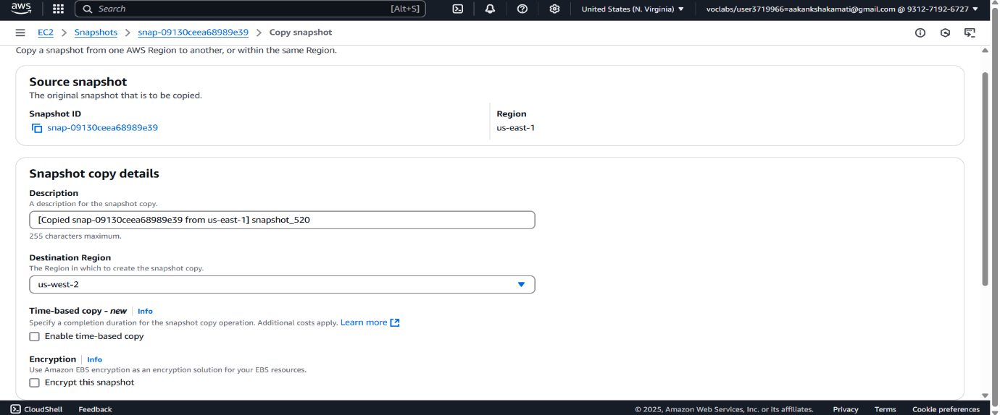 aws
Search
[Alt+S]
United States (N. Virginia)
voclabs/user3719966=aakankshakamati@gmail.com @ 9312-7192-6727
EC2
Snapshots
snap-09130ceea68989e39
Copy snapshot
Copy a snapshot from one AWS Region to another, or within the same Region.
Source snapshot
The original snapshot that is to be copied.
Snapshot ID
snap-09130ceea68989e39
Region
us-east-1
Snapshot copy details
Description
A description for the snapshot copy.
[Copied snap-09130ceea68989e39 from us-east-1] snapshot_520
255 characters maximum.
Destination Region
The Region in which to create the snapshot copy.
us-west-2
Time-based copy - new Info
Specify a completion duration for the snapshot copy operation. Additional costs apply. Learn more
Enable time-based copy
Encryption Info
Use Amazon EBS encryption as an encryption solution for your EBS resources.
Encrypt this snapshot
CloudShell
Feedback
© 2025, Amazon Web Services, Inc. or its affiliates.
Privacy
Terms
Cookie preferences